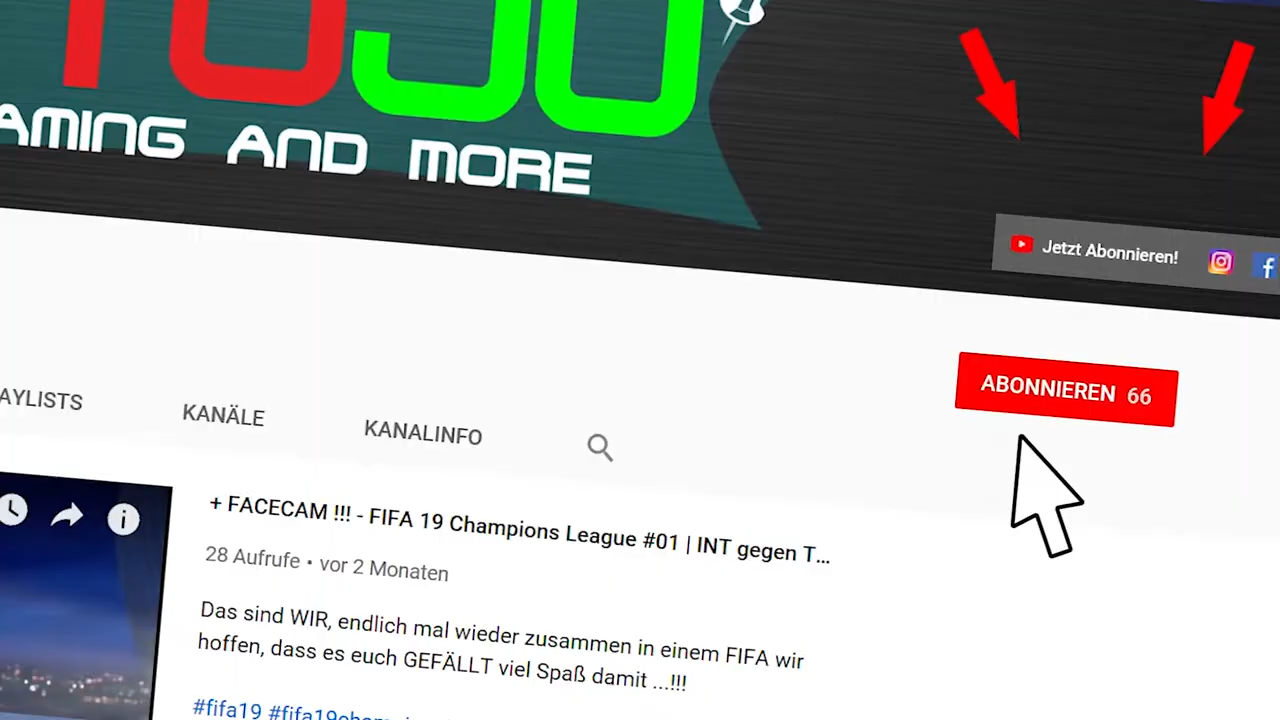 AMING AND MORE
Jetzt Abonnieren!
ABONNIEREN 66
AYLISTS KANÄLE KANALINFO
+ FACECAM !!! - FIFA 19 Champions League #01 | INT gegen T...
28 Aufrufe • vor 2 Monaten
Das sind WIR, endlich mal wieder zusammen in einem FIFA wir
hoffen, dass es euch GEFÄLLT viel Spaß damit ...!!!
#fifa19